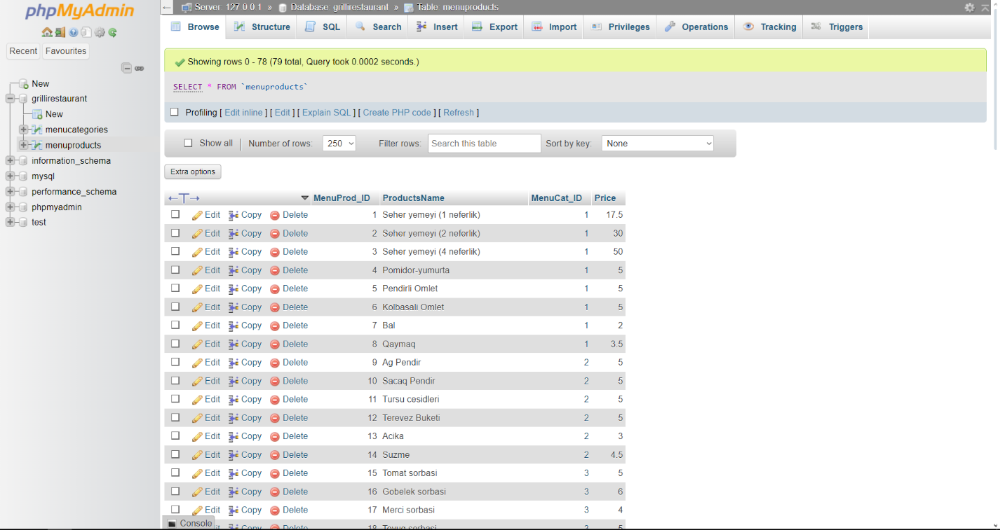 phpMyAdmin
Recent Favourites
New
grillirestaurant
New
menucategories
menuproducts
information_schema
mysql
performance_schema
phpmyadmin
test
Server: 127.0.0.1 » Database: grillirestaurant » Table: menuproducts
Browse Structure SQL Search Insert Export Import Privileges Operations Tracking Triggers
Showing rows 0 - 78 (79 total, Query took 0.0002 seconds.)
SELECT * FROM `menuproducts`
Profiling [ Edit inline ] [ Edit ] [ Explain SQL ] [ Create PHP code ] [ Refresh ]
Show all | Number of rows: 250 Filter rows: Search this table Sort by key: None
Extra options
←T→ MenuProd_ID ProductsName MenuCat_ID Price
Edit Copy Delete 1 Seher yemeyi (1 neferlik) 1 17.5
Edit Copy Delete 2 Seher yemeyi (2 neferlik) 1 30
Edit Copy Delete 3 Seher yemeyi (4 neferlik) 1 50
Edit Copy Delete 4 Pomidor-yumurta 1 5
Edit Copy Delete 5 Pendirli Omlet 1 5
Edit Copy Delete 6 Kolbasali Omlet 1 5
Edit Copy Delete 7 Bal 1 2
Edit Copy Delete 8 Qaymaq 1 3.5
Edit Copy Delete 9 Ag Pendir 2 5
Edit Copy Delete 10 Sacaq Pendir 2 5
Edit Copy Delete 11 Tursu cesidleri 2 5
Edit Copy Delete 12 Terevez Buketi 2 5
Edit Copy Delete 13 Acika 2 3
Edit Copy Delete 14 Suzme 2 4.5
Edit Copy Delete 15 Tomat sorbasi 3 5
Edit Copy Delete 16 Gobelek sorbasi 3 6
Edit Copy Delete 17 Merci sorbasi 3 4
Console Copy Delete 18 Toyuq sorbasi 3 5